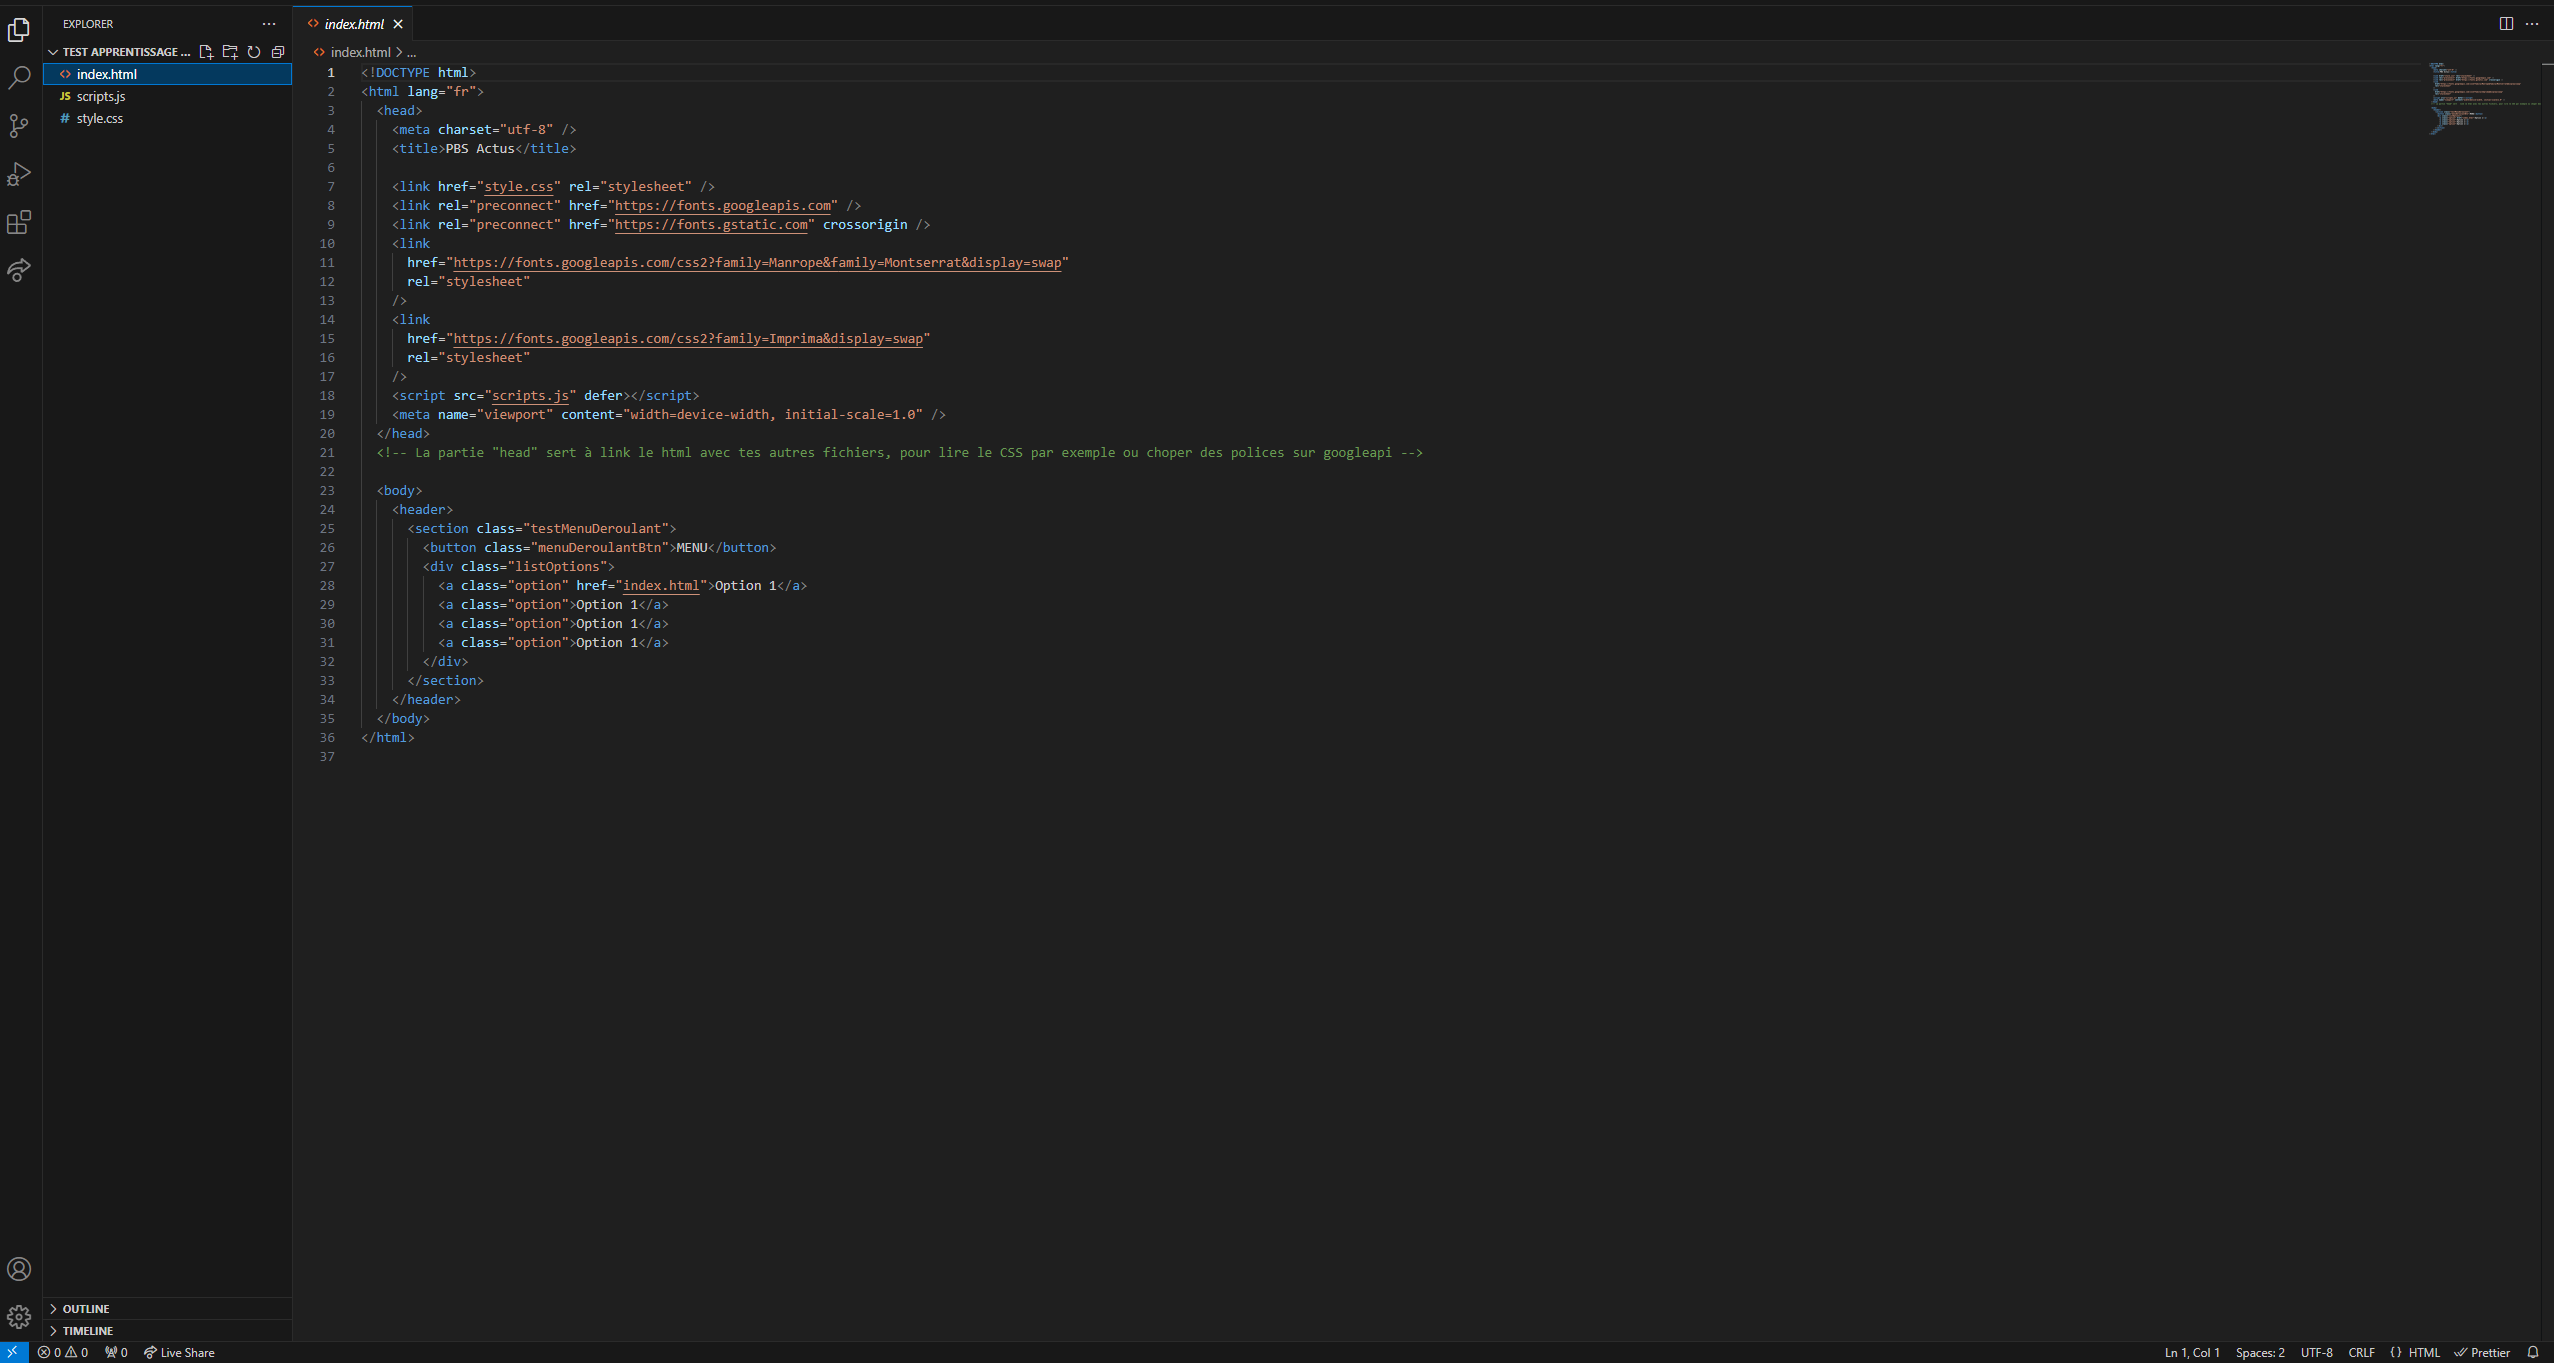 EXPLORER
TEST APPRENTISSAGE ...
index.html
JS scripts.js
# style.css
OUTLINE
TIMELINE
index.html
index.html > ...
1 <!DOCTYPE html>
2 <html lang="fr">
3 <head>
4 <meta charset="utf-8" />
5 <title>PBS Actus</title>
6
7 <link href="style.css" rel="stylesheet" />
8 <link rel="preconnect" href="https://fonts.googleapis.com" />
9 <link rel="preconnect" href="https://fonts.gstatic.com" crossorigin />
10 <link
11 href="https://fonts.googleapis.com/css2?family=Manrope&family=Montserrat&display=swap"
12 rel="stylesheet"
13 />
14 <link
15 href="https://fonts.googleapis.com/css2?family=Imprima&display=swap"
16 rel="stylesheet"
17 />
18 <script src="scripts.js" defer></script>
19 <meta name="viewport" content="width=device-width, initial-scale=1.0" />
20 </head>
21 <!-- La partie "head" sert à link le html avec tes autres fichiers, pour lire le CSS par exemple ou choper des polices sur googleapi -->
22
23 <body>
24 <header>
25 <section class="testMenuDeroulant">
26 <button class="menuDeroulantBtn">MENU</button>
27 <div class="listOptions">
28 <a class="option" href="index.html">Option 1</a>
29 <a class="option">Option 1</a>
30 <a class="option">Option 1</a>
31 <a class="option">Option 1</a>
32 </div>
33 </section>
34 </header>
35 </body>
36 </html>
37
0 0 0 Live Share
Ln 1, Col 1 Spaces: 2 UTF-8 CRLF {} HTML Prettier